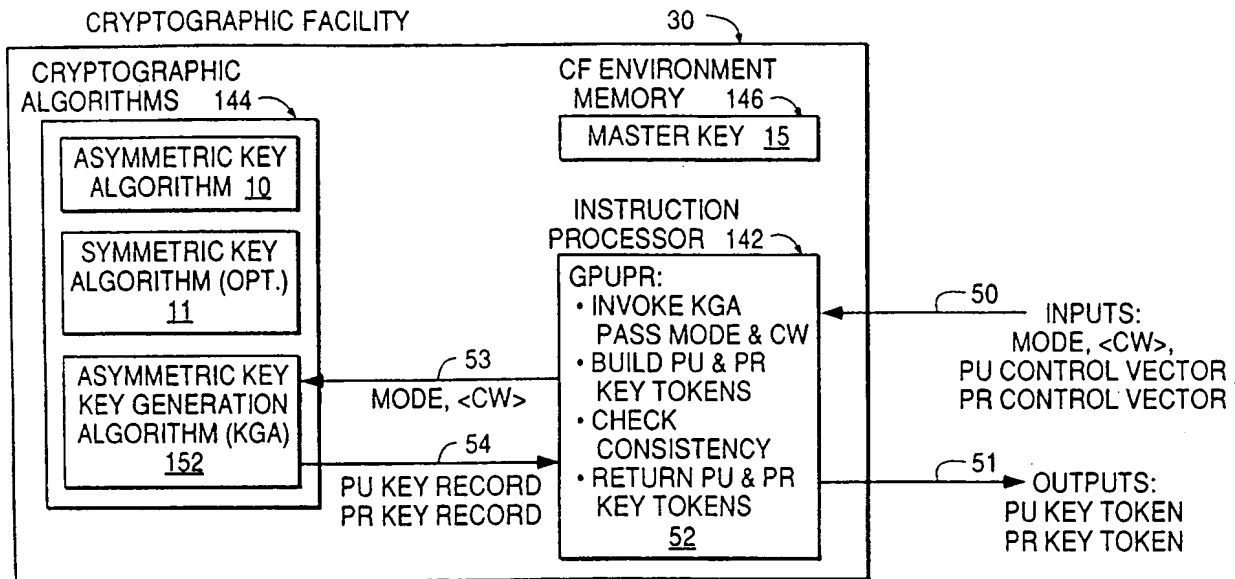 CRYPTOGRAPHIC FACILITY 30
CRYPTOGRAPHIC
ALGORITHMS 144
ASYMMETRIC KEY
ALGORITHM 10
SYMMETRIC KEY
ALGORITHM (OPT.)
11
ASYMMETRIC KEY
KEY GENERATION
ALGORITHM (KGA)
152
53
MODE, <CW>
54
PU KEY RECORD
PR KEY RECORD
CF ENVIRONMENT
MEMORY 146
MASTER KEY 15
INSTRUCTION
PROCESSOR 142
GPUPR:
• INVOKE KGA
PASS MODE & CW
• BUILD PU & PR
KEY TOKENS
• CHECK
CONSISTENCY
• RETURN PU & PR
KEY TOKENS
52
50
INPUTS:
MODE, <CW>,
PU CONTROL VECTOR,
PR CONTROL VECTOR
51
OUTPUTS:
PU KEY TOKEN
PR KEY TOKEN